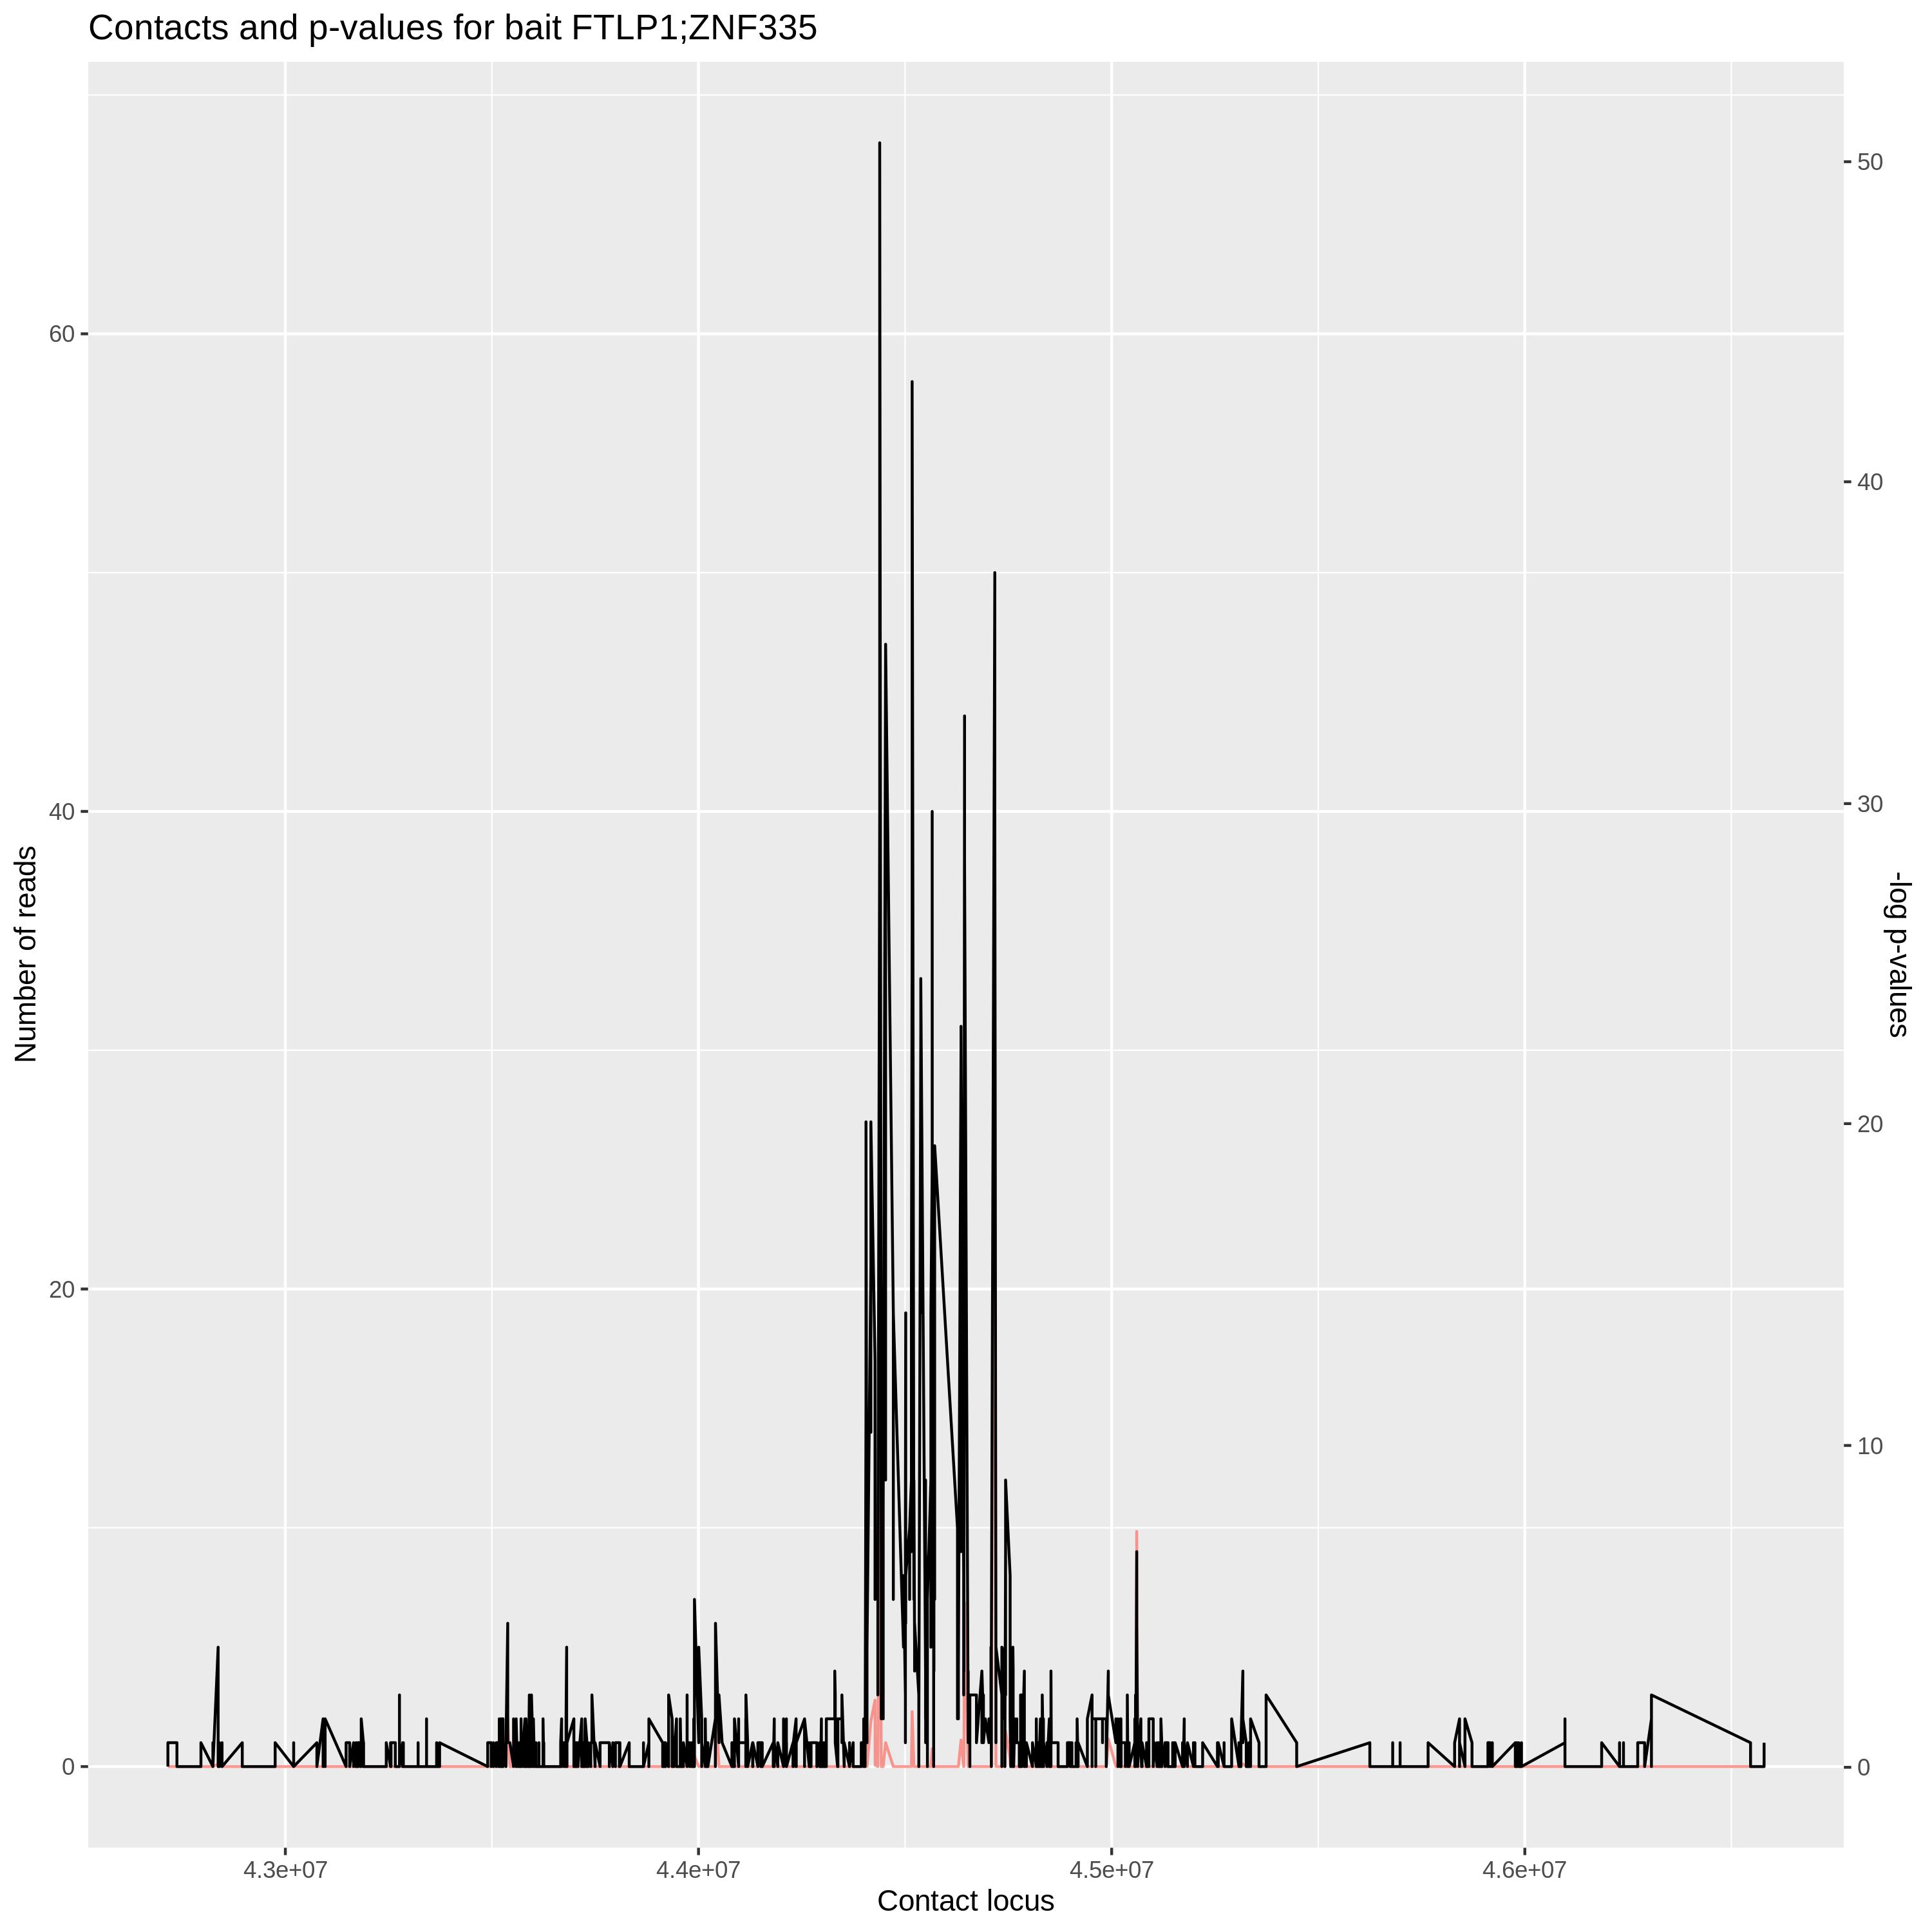 Contacts and p-values for bait FTLP1;ZNF335
Number of reads
60
40
20
0
50
40
30
20
10
0
-log p-values
4.3e+07
4.4e+07
4.5e+07
4.6e+07
Contact locus